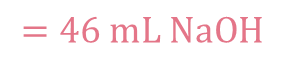 = 46 mL NaOH